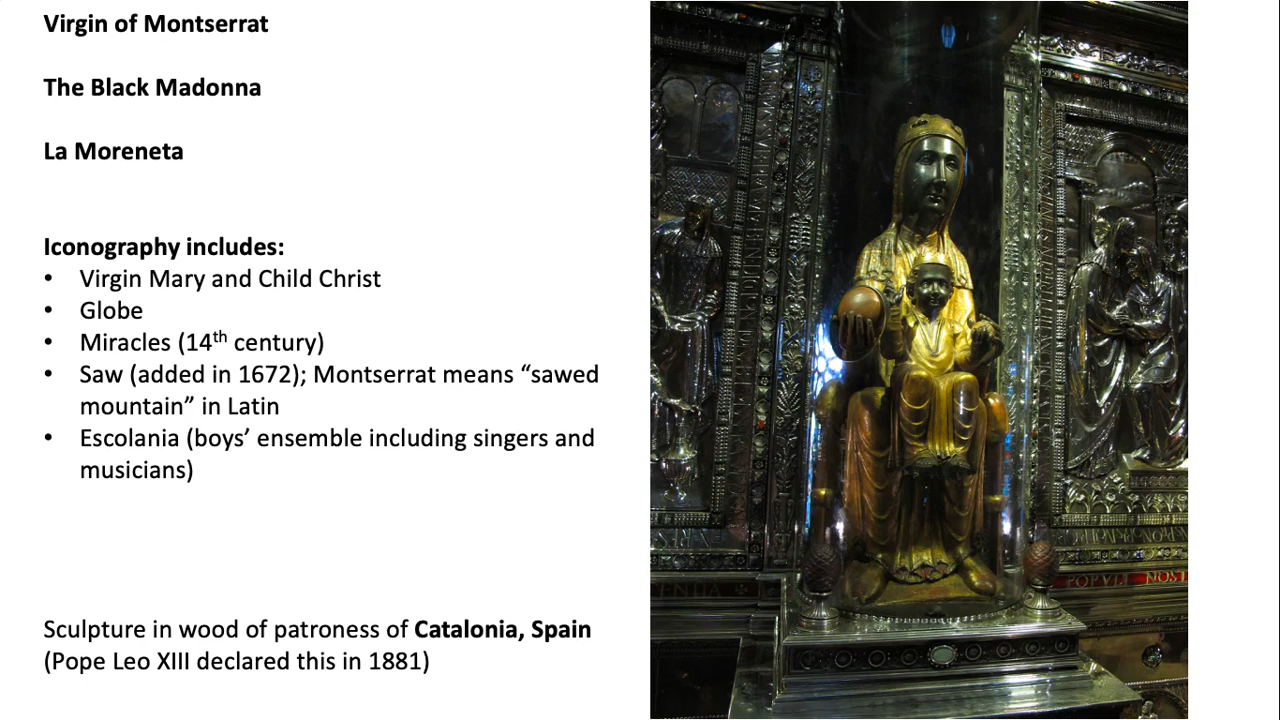 Virgin of Montserrat
The Black Madonna
La Moreneta
Iconography includes:
• Virgin Mary and Child Christ
• Globe
• Miracles (14th century)
• Saw (added in 1672); Montserrat means “sawed
mountain” in Latin
• Escolania (boys’ ensemble including singers and
musicians)
Sculpture in wood of patroness of Catalonia, Spain
(Pope Leo XIII declared this in 1881)
POPVLI NOST